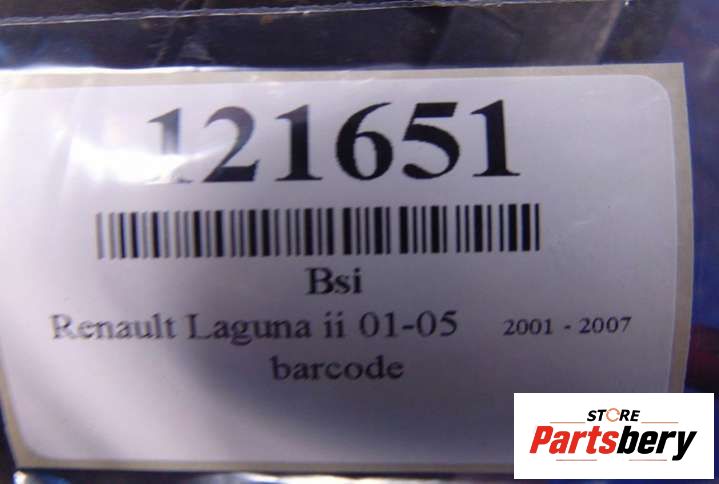 121651
Bsi
Renault Laguna ii 01-05 2001 - 2007
barcode
STORE
Partsbery